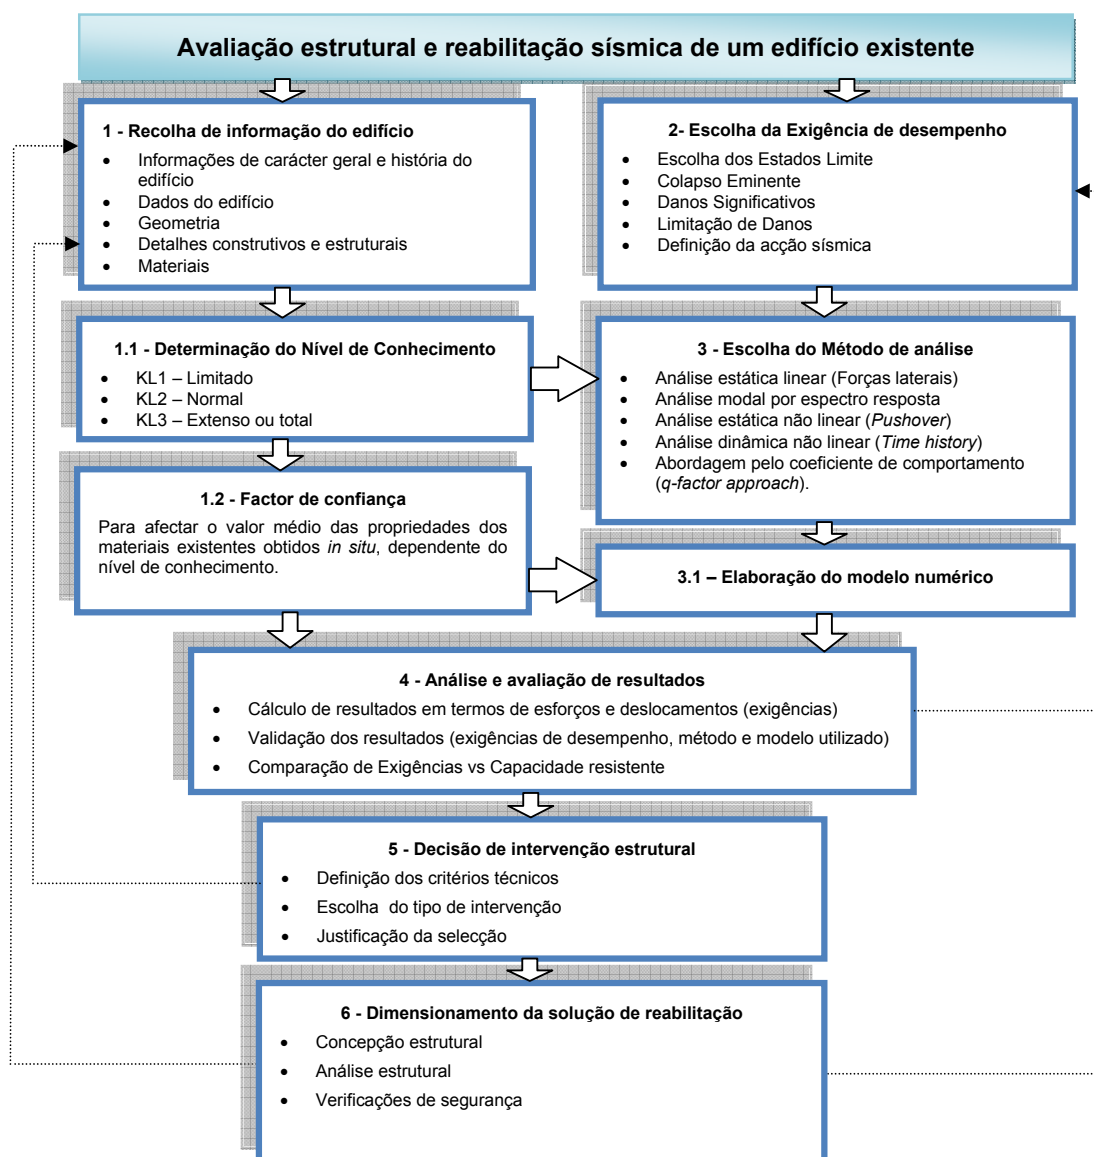 Avaliação estrutural e reabilitação sísmica de um edifício existente
1 - Recolha de informação do edifício
• Informações de carácter geral e história do
edifício
• Dados do edifício
• Geometria
• Detalhes construtivos e estruturais
• Materiais
2- Escolha da Exigência de desempenho
• Escolha dos Estados Limite
• Colapso Eminente
• Danos Significativos
• Limitação de Danos
• Definição da acção sísmica
1.1 - Determinação do Nível de Conhecimento
• KL1 – Limitado
• KL2 – Normal
• KL3 – Extenso ou total
3 - Escolha do Método de análise
• Análise estática linear (Forças laterais)
• Análise modal por espectro resposta
• Análise estática não linear (Pushover)
• Análise dinâmica não linear (Time history)
• Abordagem pelo coeficiente de comportamento
(q-factor approach).
1.2 - Factor de confiança
Para afectar o valor médio das propriedades dos
materiais existentes obtidos in situ, dependente do
nível de conhecimento.
3.1 – Elaboração do modelo numérico
4 - Análise e avaliação de resultados
• Cálculo de resultados em termos de esforços e deslocamentos (exigências)
• Validação dos resultados (exigências de desempenho, método e modelo utilizado)
• Comparação de Exigências vs Capacidade resistente
5 - Decisão de intervenção estrutural
• Definição dos critérios técnicos
• Escolha do tipo de intervenção
• Justificação da selecção
6 - Dimensionamento da solução de reabilitação
• Concepção estrutural
• Análise estrutural
• Verificações de segurança